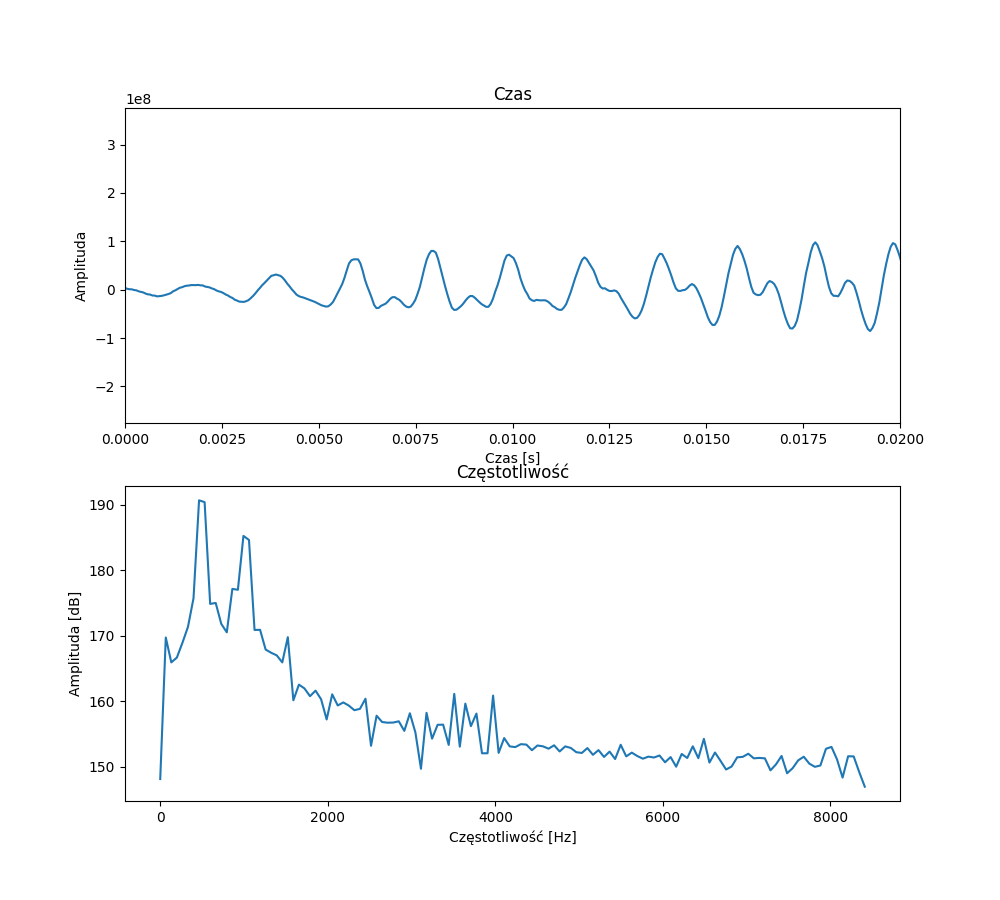 Czas
1e8
3
2
1
0
−1
−2
Amplituda
0.0000 0.0025 0.0050 0.0075 0.0100 0.0125 0.0150 0.0175 0.0200
Czas [s]
Częstotliwość
190
180
170
160
150
Amplituda [dB]
0 2000 4000 6000 8000
Częstotliwość [Hz]